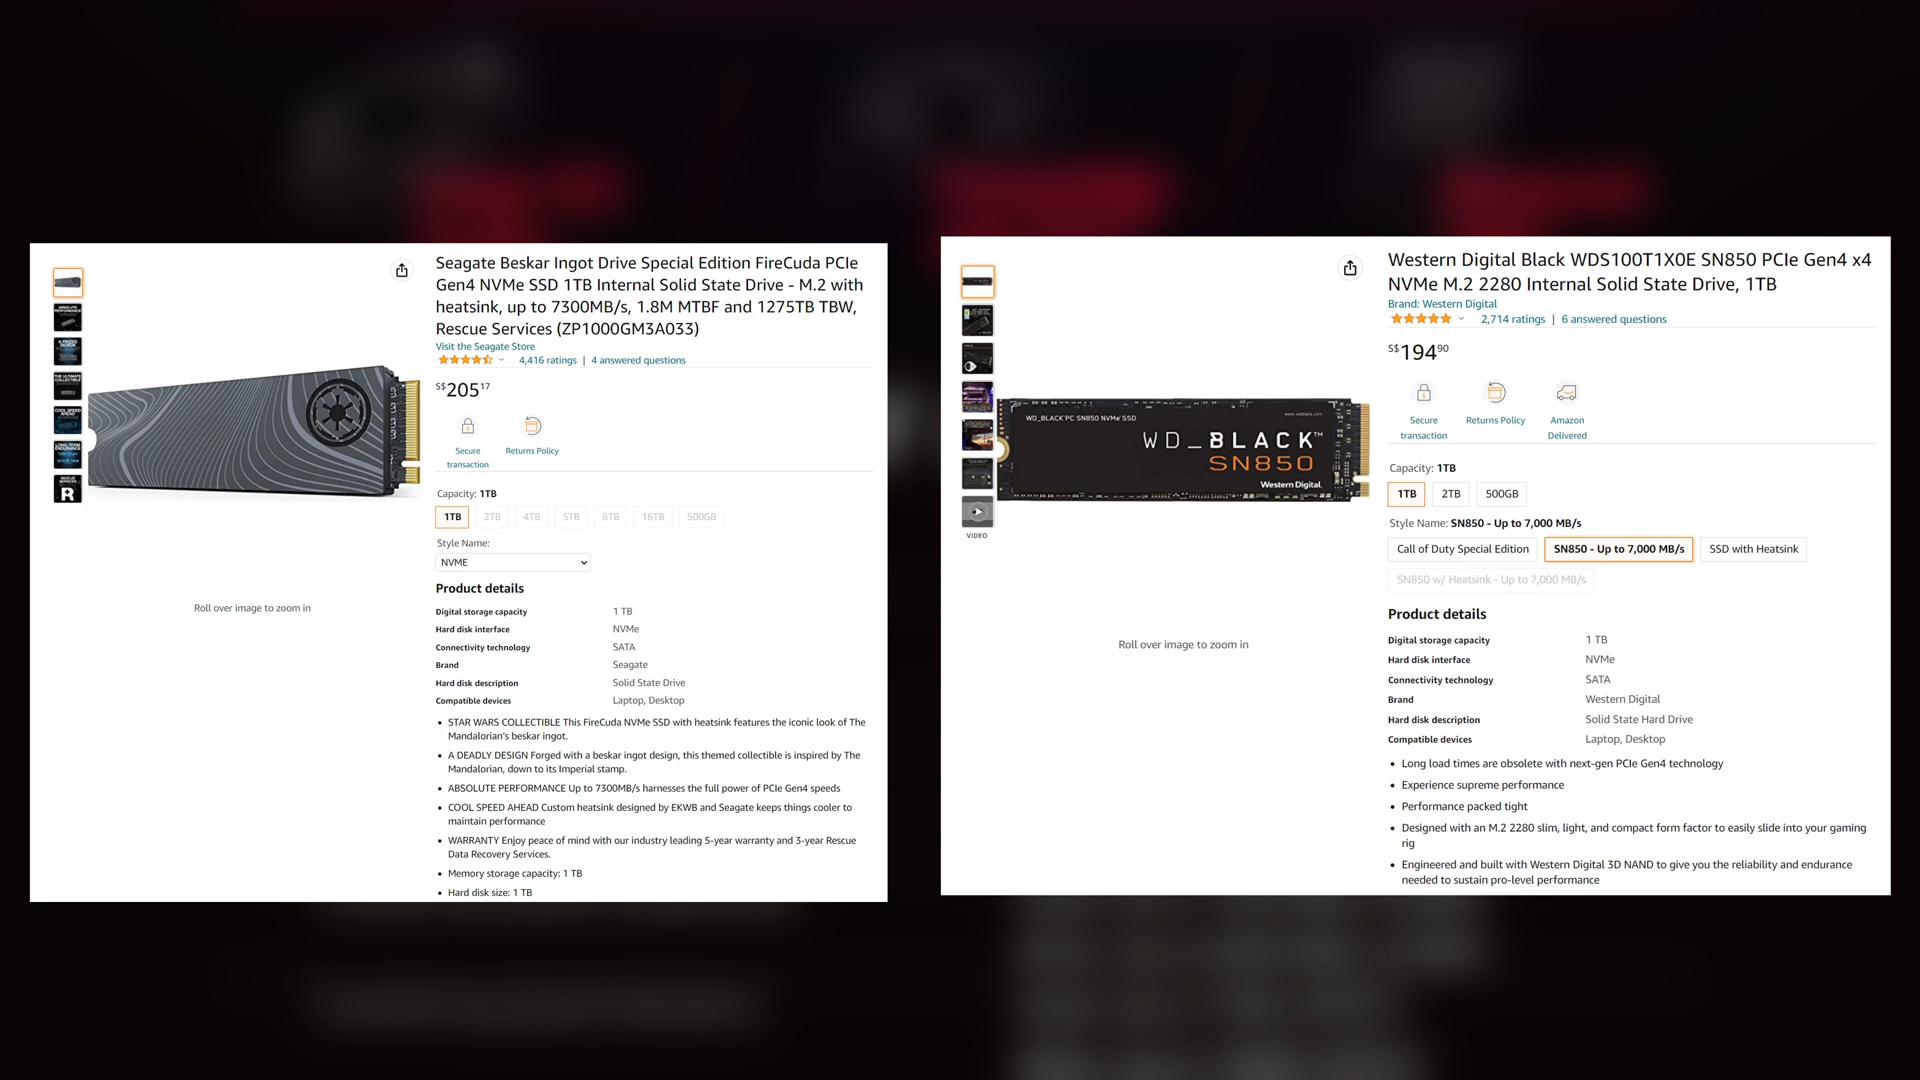 Seagate Beskar Ingot Drive Special Edition FireCuda PCIe
Gen4 NVMe SSD 1TB Internal Solid State Drive - M.2 with
heatsink, up to 7300MB/s, 1.8M MTBF and 1275TB TBW,
Rescue Services (ZP1000GM3A033)
Visit the Seagate Store
4,416 ratings | 4 answered questions
S$205 17
Secure
transaction
Returns Policy
Capacity: 1TB
1TB 2TB 4TB 5TB 8TB 16TB 500GB
Style Name:
NVME
Roll over image to zoom in
Product details
Digital storage capacity 1 TB
Hard disk interface NVMe
Connectivity technology SATA
Brand Seagate
Hard disk description Solid State Drive
Compatible devices Laptop, Desktop
• STAR WARS COLLECTIBLE This FireCuda NVMe SSD with heatsink features the iconic look of The
Mandalorian's beskar ingot.
• A DEADLY DESIGN Forged with a beskar ingot design, this themed collectible is inspired by The
Mandalorian, down to its Imperial stamp.
• ABSOLUTE PERFORMANCE Up to 7300MB/s harnesses the full power of PCIe Gen4 speeds
• COOL SPEED AHEAD Custom heatsink designed by EKWB and Seagate keeps things cooler to
maintain performance
• WARRANTY Enjoy peace of mind with our industry leading 5-year warranty and 3-year Rescue
Data Recovery Services.
• Memory storage capacity: 1 TB
• Hard disk size: 1 TB
Western Digital Black WDS100T1X0E SN850 PCIe Gen4 x4
NVMe M.2 2280 Internal Solid State Drive, 1TB
Brand: Western Digital
2,714 ratings | 6 answered questions
S$194 90
Secure
transaction
Returns Policy
Amazon
Delivered
WD_BLACK PC SN850 NVMe SSD
www.wdblack.com
WD_BLACK™
SN850
Western Digital.
VIDEO
Roll over image to zoom in
Capacity: 1TB
1TB 2TB 500GB
Style Name: SN850 - Up to 7,000 MB/s
Call of Duty Special Edition SN850 - Up to 7,000 MB/s SSD with Heatsink
SN850 w/ Heatsink - Up to 7,000 MB/s
Product details
Digital storage capacity 1 TB
Hard disk interface NVMe
Connectivity technology SATA
Brand Western Digital
Hard disk description Solid State Hard Drive
Compatible devices Laptop, Desktop
• Long load times are obsolete with next-gen PCIe Gen4 technology
• Experience supreme performance
• Performance packed tight
• Designed with an M.2 2280 slim, light, and compact form factor to easily slide into your gaming
rig
• Engineered and built with Western Digital 3D NAND to give you the reliability and endurance
needed to sustain pro-level performance